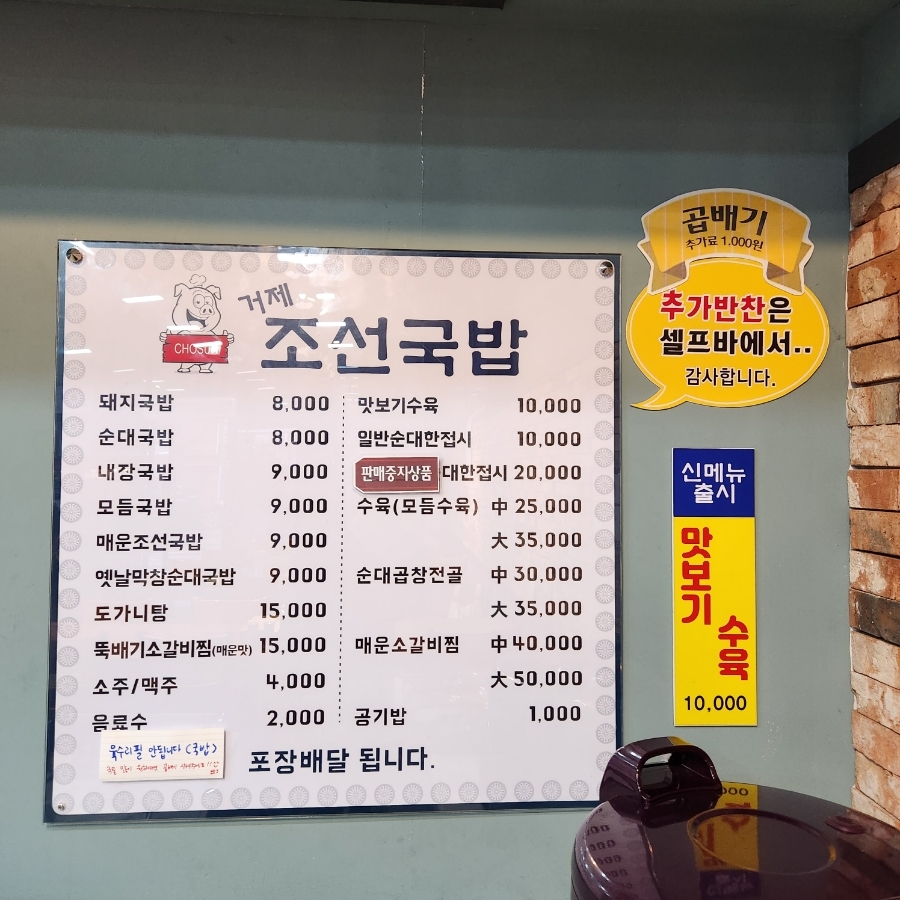 거제
조선국밥
CHOSUN
돼지국밥 8,000
순대국밥 8,000
내장국밥 9,000
모듬국밥 9,000
매운조선국밥 9,000
옛날막창순대국밥 9,000
도가니탕 15,000
뚝배기소갈비찜(매운맛) 15,000
소주/맥주 4,000
음료수 2,000
맛보기수육 10,000
일반순대한접시 10,000
판매중지상품 대한접시 20,000
수육(모듬수육) 中 25,000
大 35,000
순대곱창전골 中 30,000
大 35,000
매운소갈비찜 中 40,000
大 50,000
공기밥 1,000
육수리필 안됩니다 (국밥)
포장배달 됩니다.
곱배기
추가료 1.000원
추가반찬은
셀프바에서..
감사합니다.
신메뉴
출시
맛보기
수육
10,000